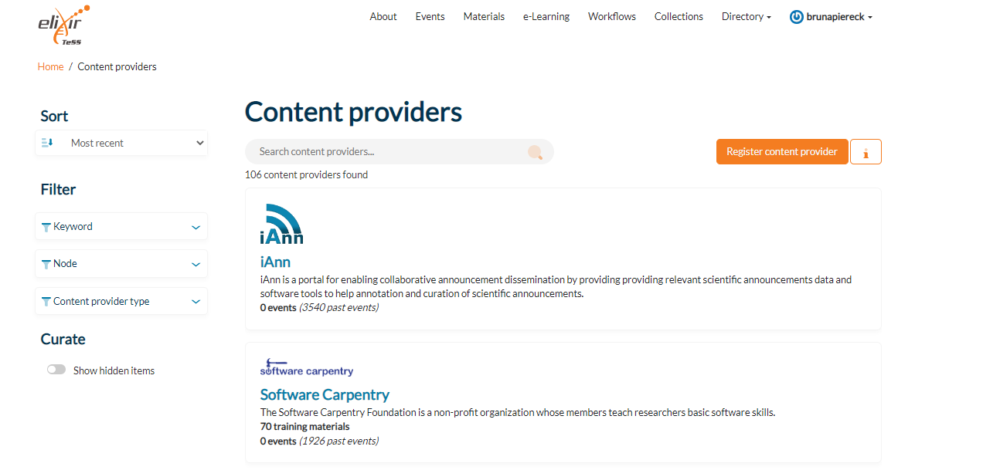 elixir
TeSS
About Events Materials e-Learning Workflows Collections Directory brunapiereck
Home / Content providers
Sort
Most recent
Filter
Keyword
Node
Content provider type
Curate
Show hidden items
Content providers
Search content providers...
Register content provider i
106 content providers found
iAnn
iAnn
iAnn is a portal for enabling collaborative announcement dissemination by providing providing relevant scientific announcements data and
software tools to help annotation and curation of scientific announcements.
0 events (3540 past events)
software carpentry
Software Carpentry
The Software Carpentry Foundation is a non-profit organization whose members teach researchers basic software skills.
70 training materials
0 events (1926 past events)